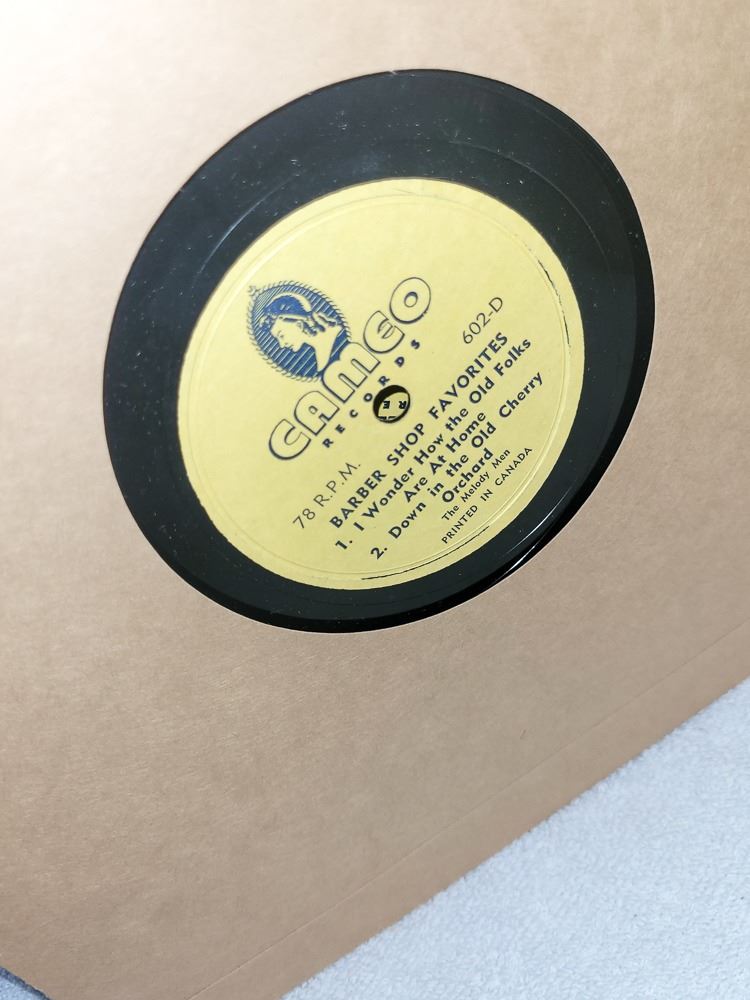 CAMEO
RECORDS
78 R.P.M.
602-D
BARBER SHOP FAVORITES
1. I Wonder How the Old Folks
Are At Home
2. Down in the Old Cherry
Orchard
The Melody Men
PRINTED IN CANADA